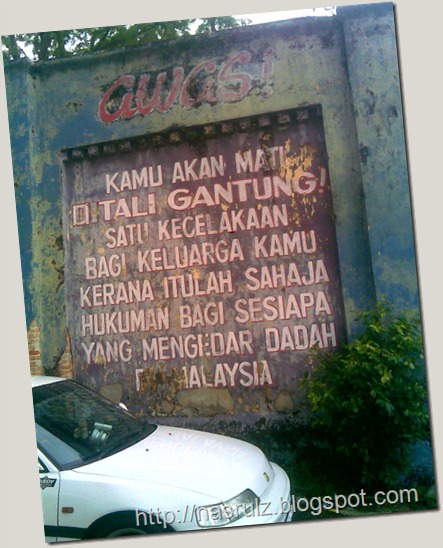 AWAS!
KAMU AKAN MATI
DI TALI GANTUNG!
SATU KECELAKAAN
BAGI KELUARGA KAMU
KERANA ITULAH SAHAJA
HUKUMAN BAGI SESIAPA
YANG MENGEDAR DADAH
DI MALAYSIA
http://nasrulz.blogspot.com